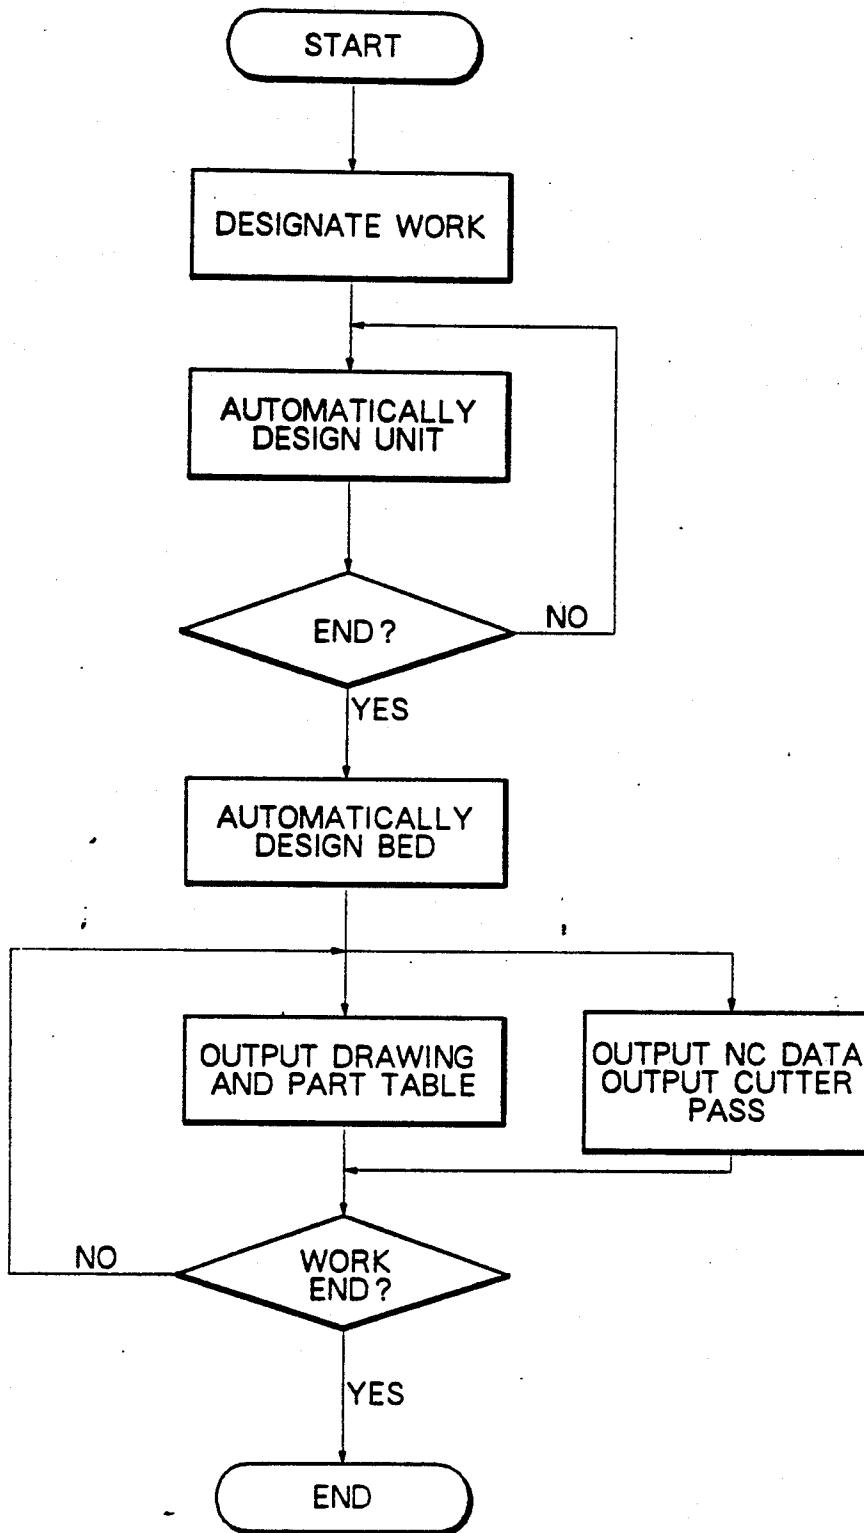 START
DESIGNATE WORK
AUTOMATICALLY
DESIGN UNIT
END?
NO
YES
AUTOMATICALLY
DESIGN BED
OUTPUT DRAWING
AND PART TABLE
OUTPUT NC DATA
OUTPUT CUTTER
PASS
WORK
END?
NO
YES
END